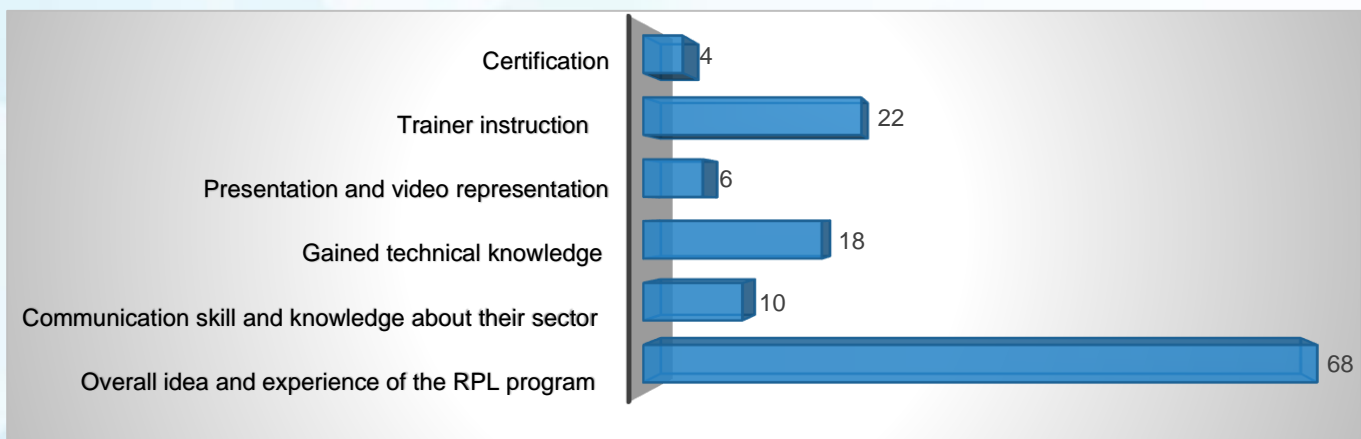 Certification 4
Trainer instruction 22
Presentation and video representation 6
Gained technical knowledge 18
Communication skill and knowledge about their sector 10
Overall idea and experience of the RPL program 68